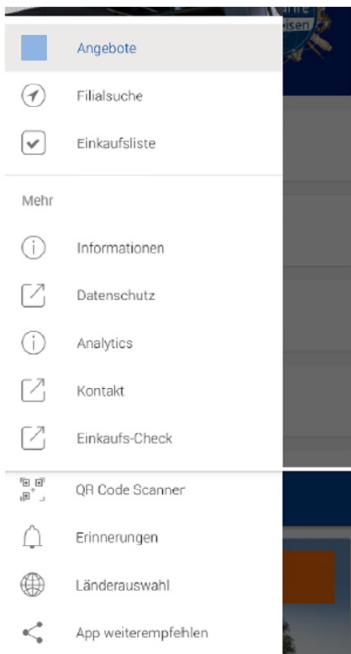 Angebote
Filialsuche
Einkaufsliste
Mehr
Informationen
Datenschutz
Analytics
Kontakt
Einkaufs-Check
QR Code Scanner
Erinnerungen
Länderauswahl
App weiterempfehlen